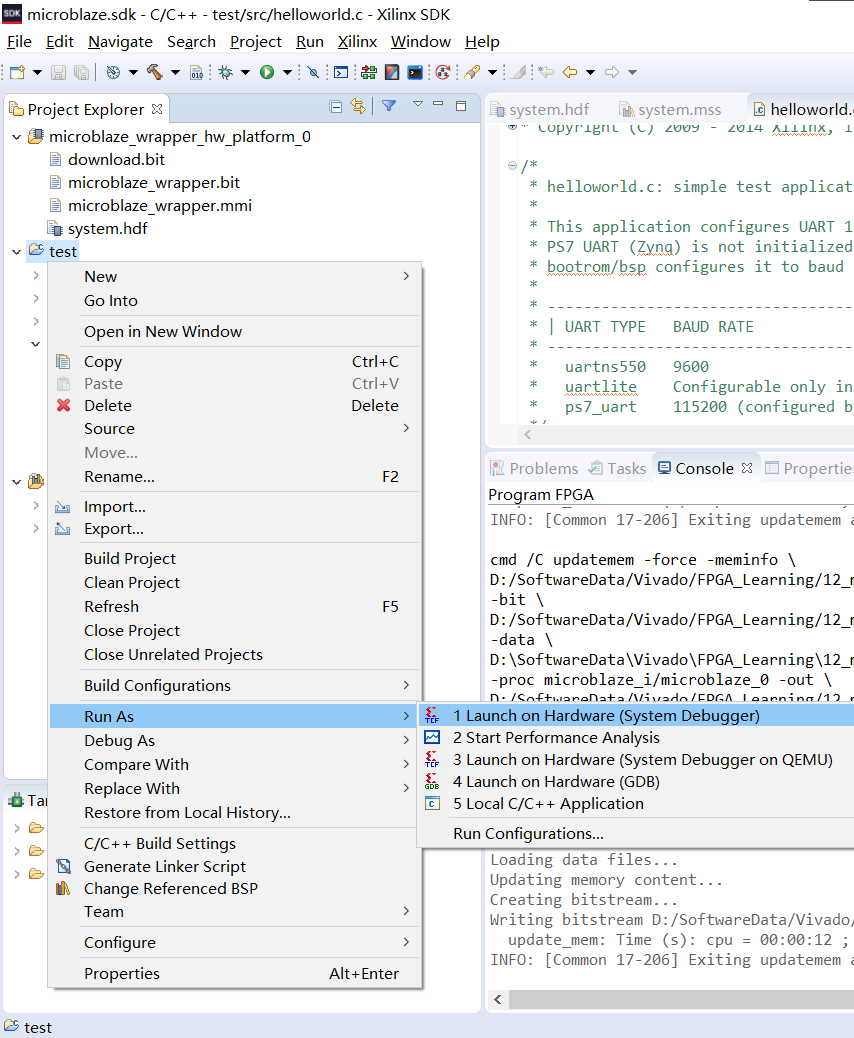 microblaze.sdk - C/C++ - test/src/helloworld.c - Xilinx SDK
File Edit Navigate Search Project Run Xilinx Window Help
Project Explorer
microblaze_wrapper_hw_platform_0
download.bit
microblaze_wrapper.bit
microblaze_wrapper.mmi
system.hdf
test
New
Go Into
Open in New Window
Copy Ctrl+C
Paste Ctrl+V
Delete Delete
Source
Move...
Rename... F2
Import...
Export...
Build Project
Clean Project
Refresh F5
Close Project
Close Unrelated Projects
Build Configurations
Run As
Debug As
Compare With
Replace With
Restore from Local History...
C/C++ Build Settings
Generate Linker Script
Change Referenced BSP
Team
Configure
Properties Alt+Enter
1 Launch on Hardware (System Debugger)
2 Start Performance Analysis
3 Launch on Hardware (System Debugger on QEMU)
4 Launch on Hardware (GDB)
5 Local C/C++ Application
Run Configurations...
system.hdf system.mss helloworld.
* Copyright (C) 2009 - 2014 Xilinx, I
/*
* helloworld.c: simple test applicat
*
* This application configures UART 1
* PS7 UART (Zynq) is not initialized
* bootrom/bsp configures it to baud
*
* ----------------------------------
* | UART TYPE BAUD RATE
* ----------------------------------
* uartns550 9600
* uartlite Configurable only in
* ps7_uart 115200 (configured b
*/
Problems Tasks Console Propertie
Program FPGA
INFO: [Common 17-206] Exiting updatemem a
cmd /C updatemem -force -meminfo \
D:/SoftwareData/Vivado/FPGA_Learning/12_m
-bit \
D:/SoftwareData/Vivado/FPGA_Learning/12_m
-data \
D:\SoftwareData\Vivado\FPGA_Learning\12_m
-proc microblaze_i/microblaze_0 -out \
D:/SoftwareData/Vivado/FPGA_Learning/12_m
Loading data files...
Updating memory content...
Creating bitstream...
Writing bitstream D:/SoftwareData/Vivado/
update_mem: Time (s): cpu = 00:00:12 ;
INFO: [Common 17-206] Exiting updatemem a
Tar
test